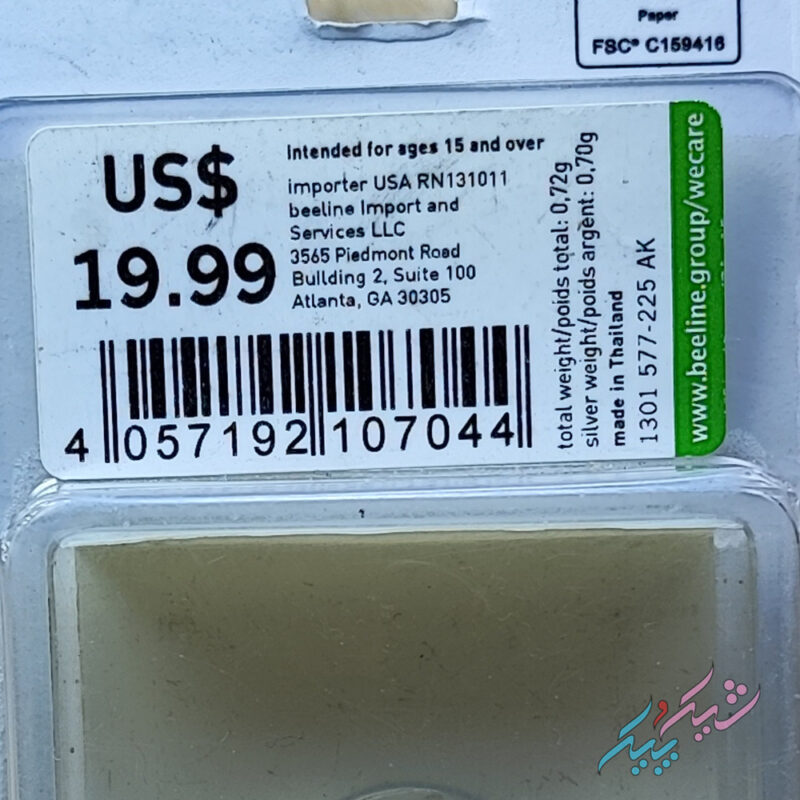 Paper
FSC® C159416
US$
19.99
Intended for ages 15 and over
importer USA RN131011
beeline Import and
Services LLC
3565 Piedmont Road
Building 2, Suite 100
Atlanta, GA 30305
4 057192 107044
total weight/poids total: 0,72g
silver weight/poids argent: 0,70g
made in Thailand
1301 577-225 AK
www.beeline.group/wecare
شیک و پیک